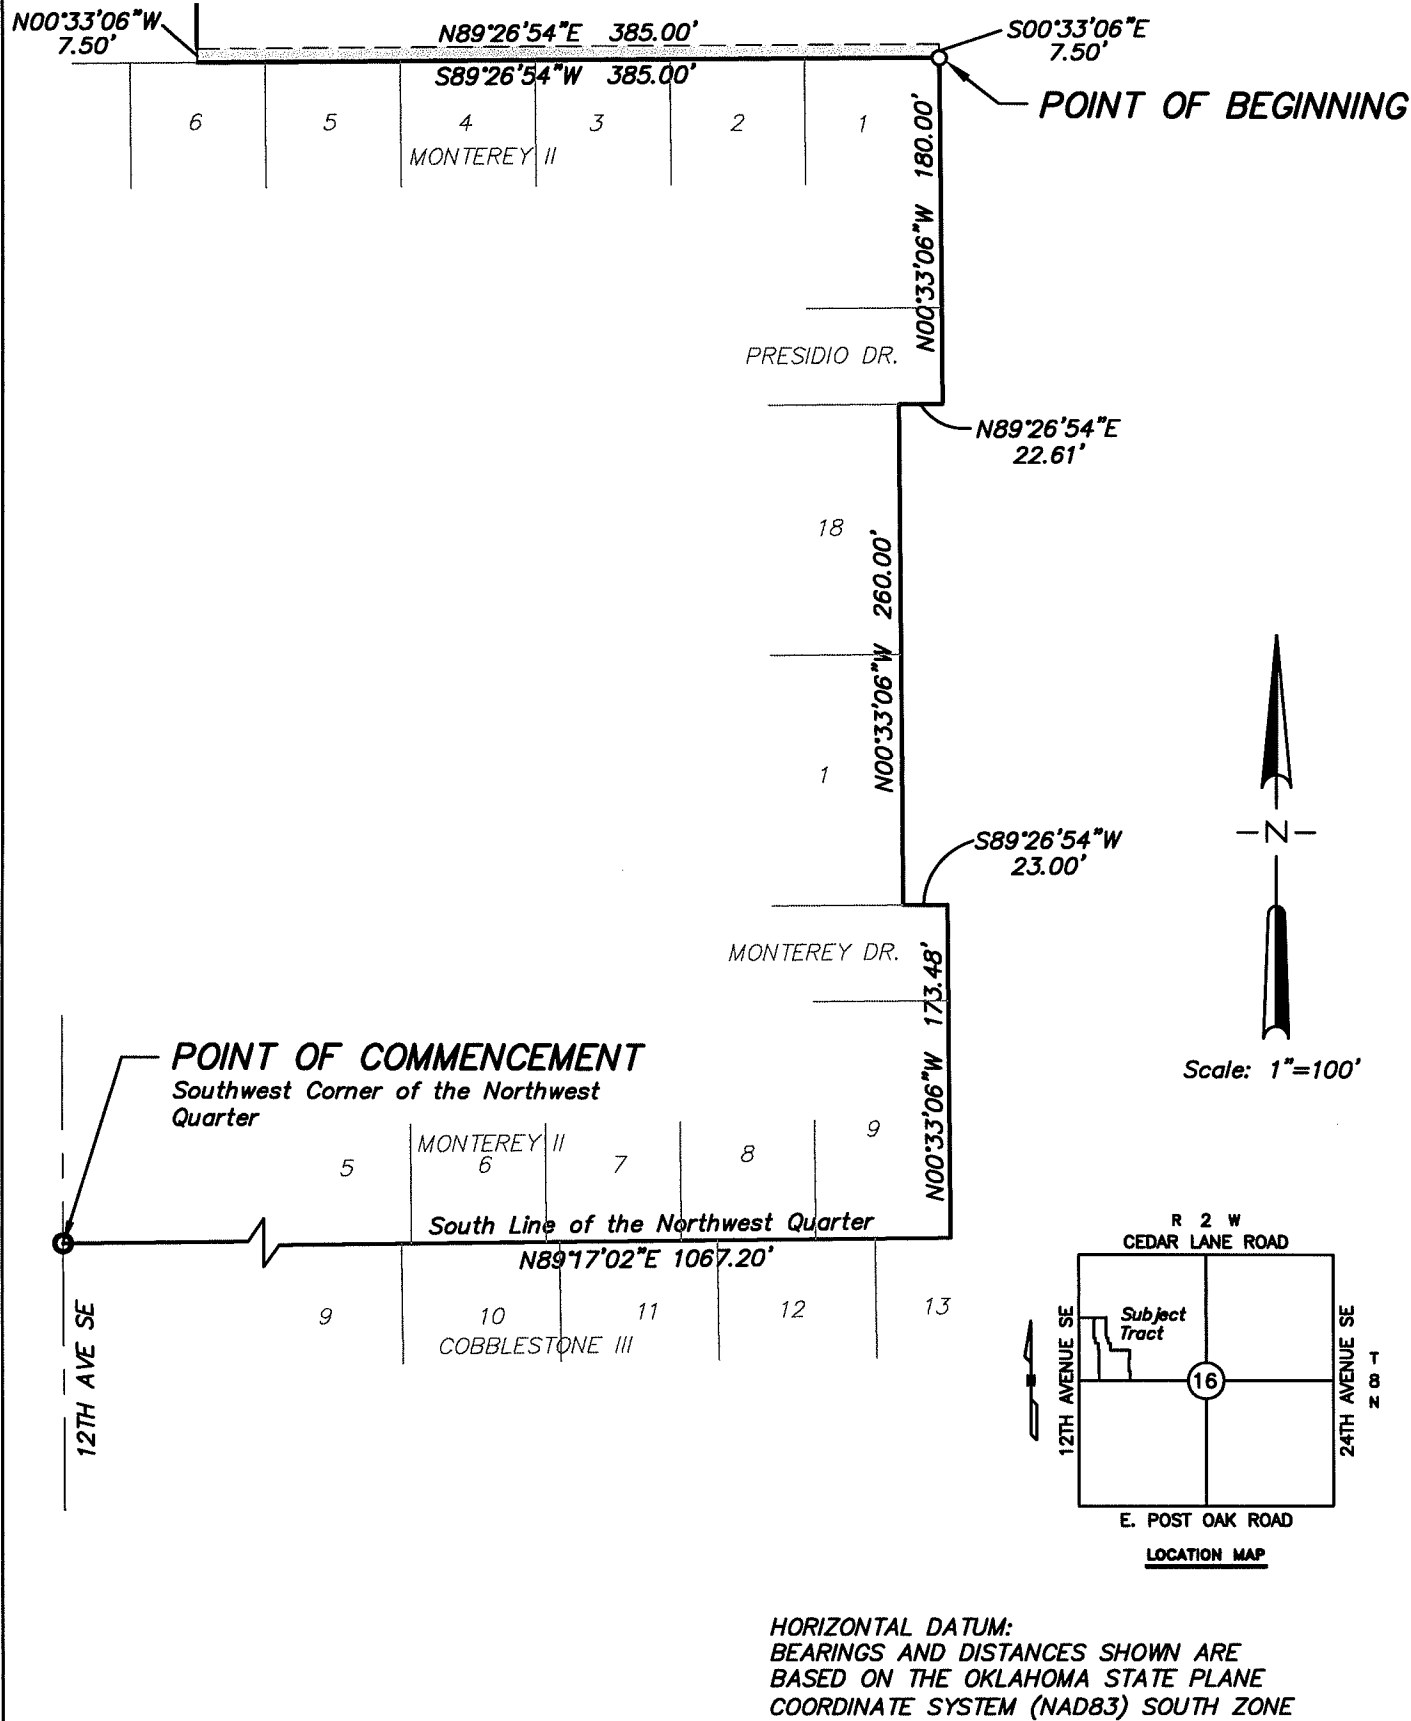 N00°33'06"W
7.50'
N89°26'54"E 385.00'
S00°33'06"E
7.50'
S89°26'54"W 385.00'
POINT OF BEGINNING
6
5
4
3
2
1
MONTEREY II
N00°33'06"W 180.00'
PRESIDIO DR.
N89°26'54"E
22.61'
18
N00°33'06"W 260.00'
1
S89°26'54"W
23.00'
-N-
MONTEREY DR.
N00°33'06"W 173.48'
Scale: 1"=100'
POINT OF COMMENCEMENT
Southwest Corner of the Northwest
Quarter
MONTEREY II
5
6
7
8
9
South Line of the Northwest Quarter
N89°17'02"E 1067.20'
9
10
11
12
13
COBBLESTONE III
12TH AVE SE
R 2 W
CEDAR LANE ROAD
12TH AVENUE SE
Subject
Tract
16
24TH AVENUE SE
T
8
N
E. POST OAK ROAD
LOCATION MAP
HORIZONTAL DATUM:
BEARINGS AND DISTANCES SHOWN ARE
BASED ON THE OKLAHOMA STATE PLANE
COORDINATE SYSTEM (NAD83) SOUTH ZONE